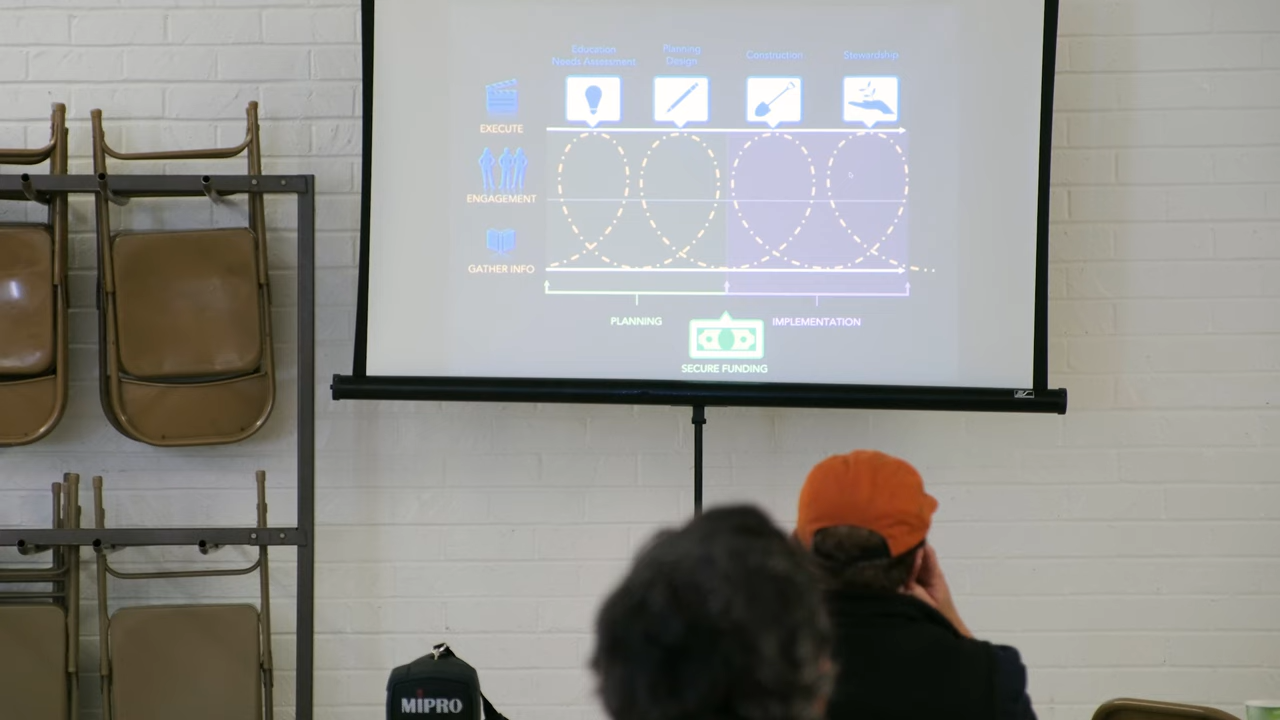 Education
Needs Assessment
Planning
Design
Construction
Stewardship
EXECUTE
ENGAGEMENT
GATHER INFO
PLANNING
IMPLEMENTATION
SECURE FUNDING
MIPRO